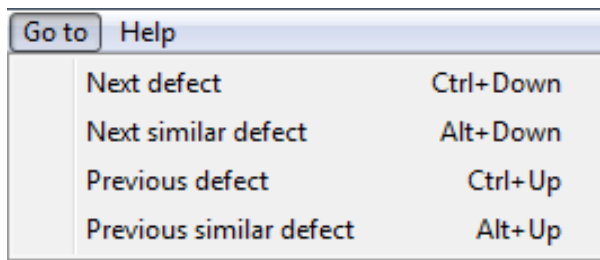 Go to Help
Next defect Ctrl+Down
Next similar defect Alt+Down
Previous defect Ctrl+Up
Previous similar defect Alt+Up